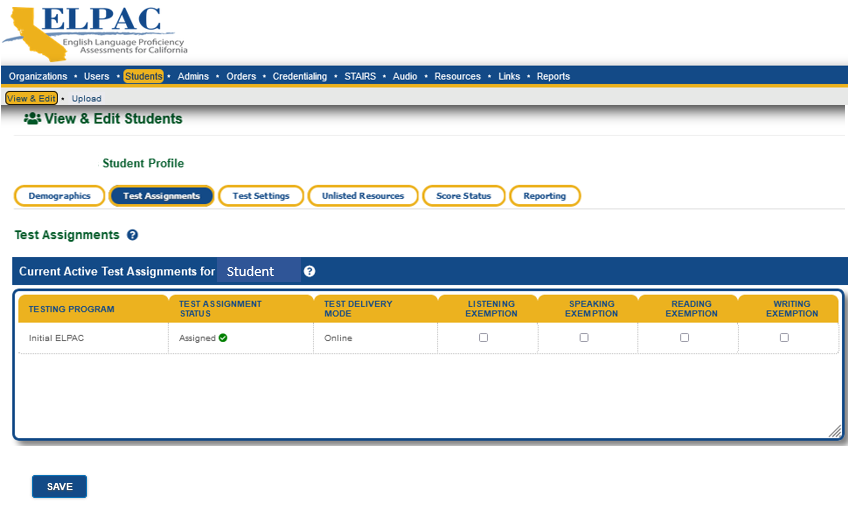 ELPAC
English Language Proficiency
Assessments for California
Organizations • Users • Students • Admins • Orders • Credentialing • STAIRS • Audio • Resources • Links • Reports
View & Edit • Upload
View & Edit Students
Student Profile
Demographics Test Assignments Test Settings Unlisted Resources Score Status Reporting
Test Assignments ?
Current Active Test Assignments for Student ?
TESTING PROGRAM TEST ASSIGNMENT STATUS TEST DELIVERY MODE LISTENING EXEMPTION SPEAKING EXEMPTION READING EXEMPTION WRITING EXEMPTION
Initial ELPAC Assigned Online
SAVE